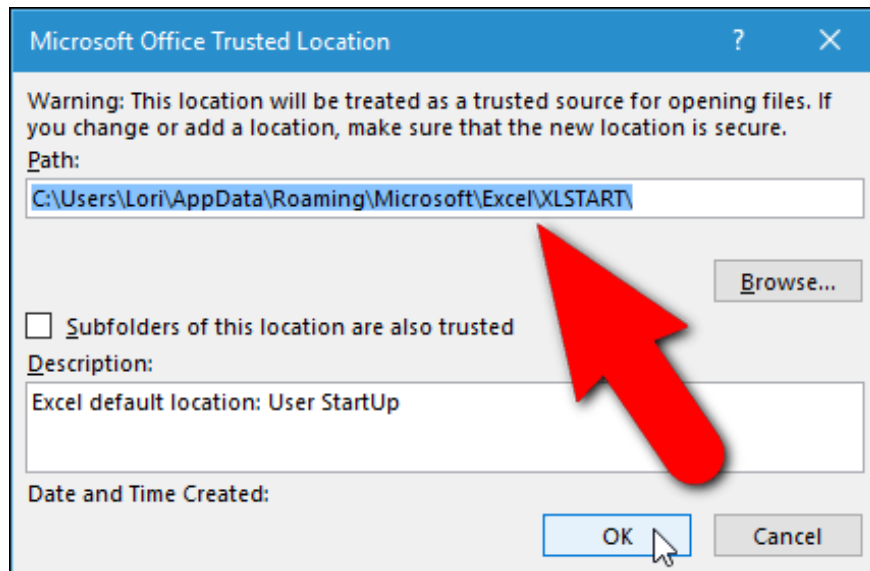 Microsoft Office Trusted Location
Warning: This location will be treated as a trusted source for opening files. If
you change or add a location, make sure that the new location is secure.
Path:
C:\Users\Lori\AppData\Roaming\Microsoft\Excel\XLSTART\
Browse...
Subfolders of this location are also trusted
Description:
Excel default location: User StartUp
Date and Time Created:
OK Cancel